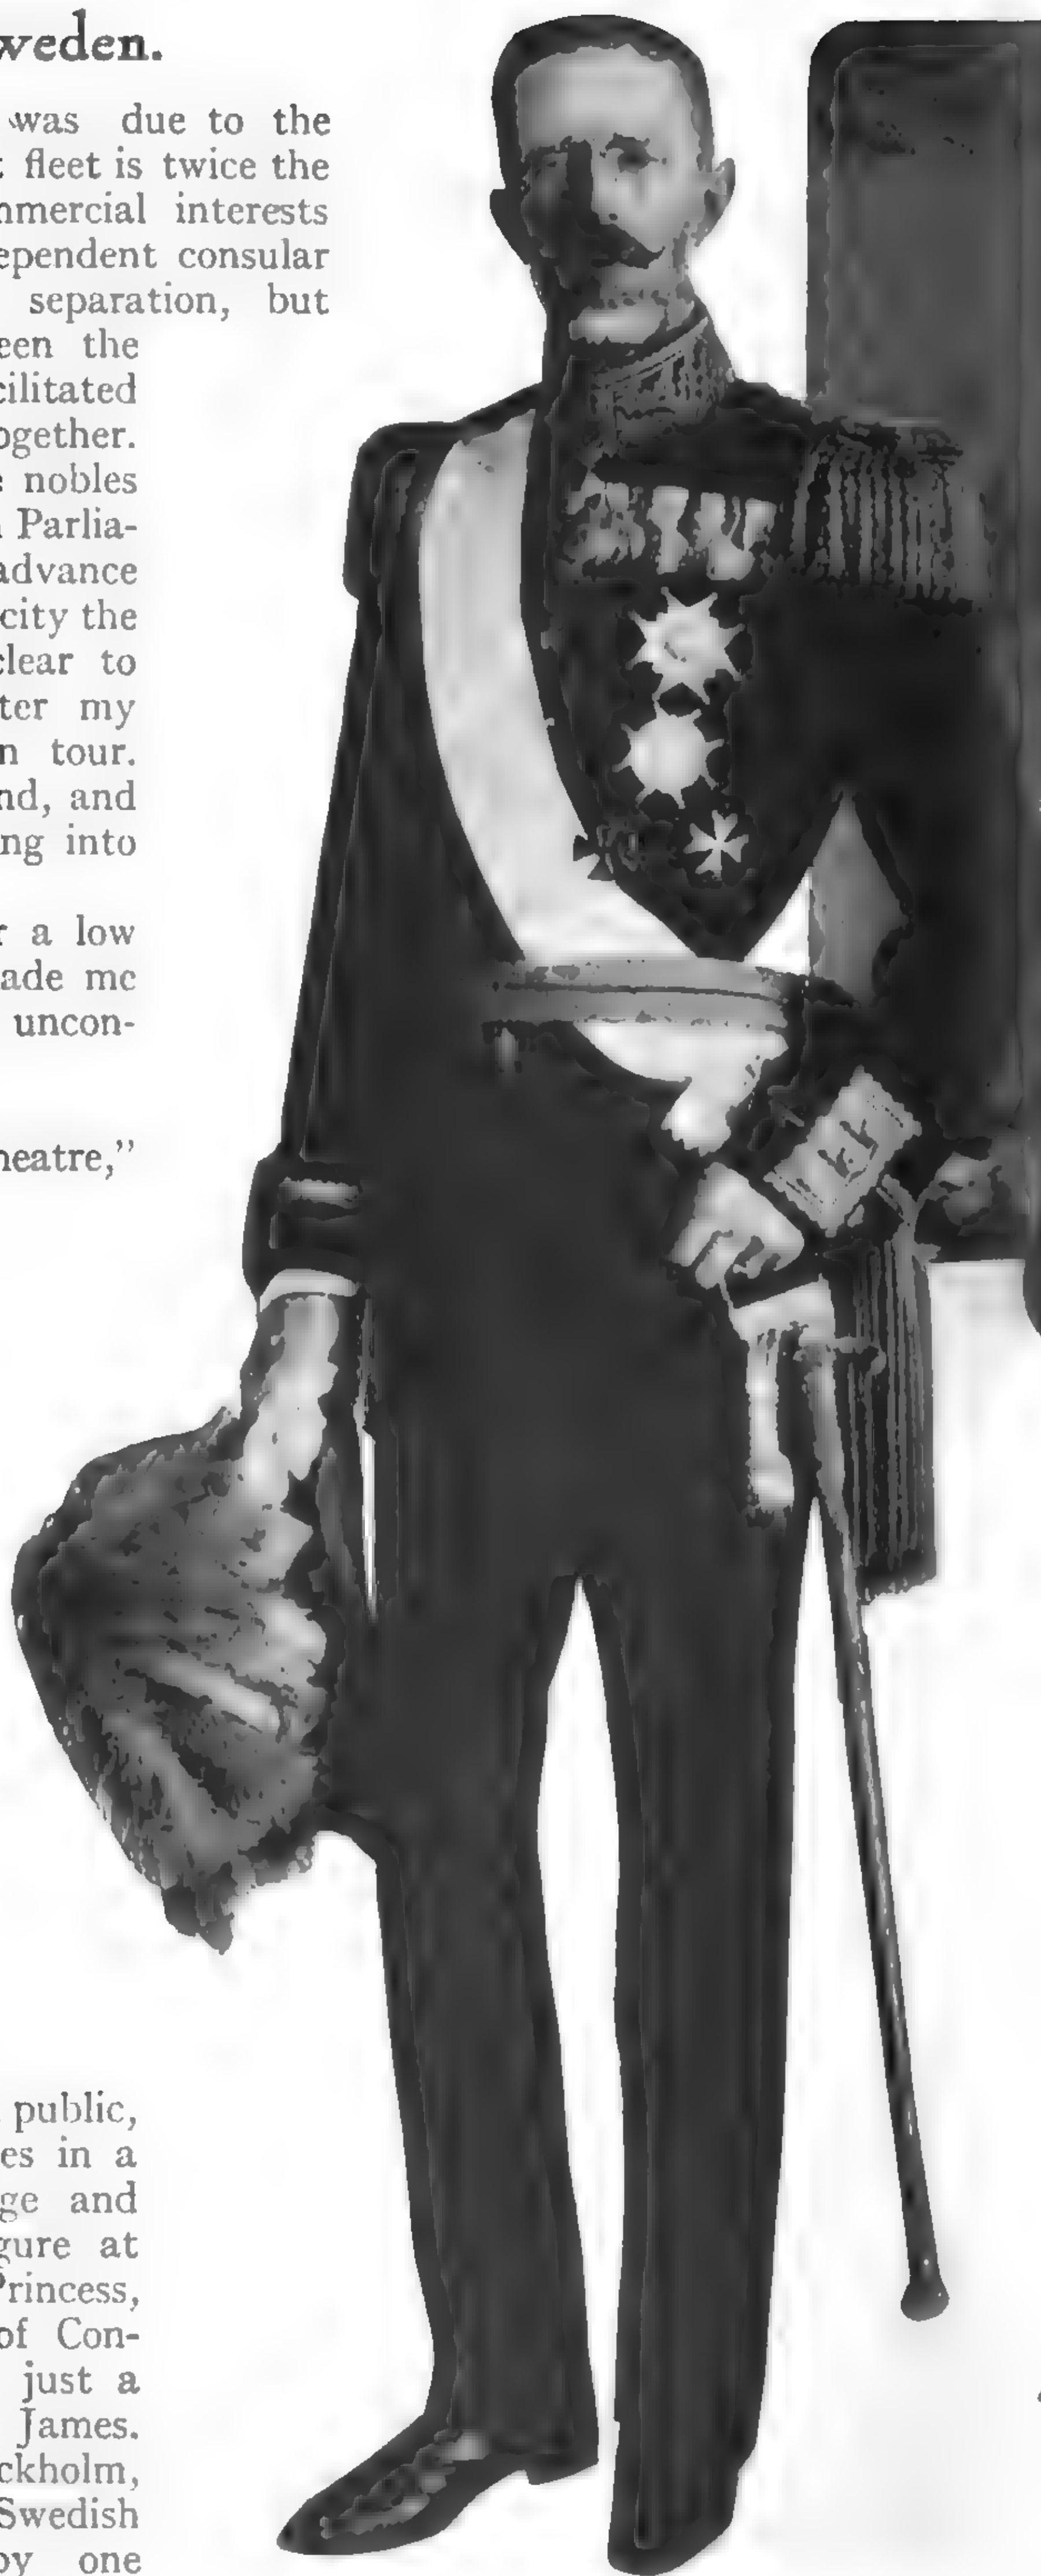 weden.
was due to the
fleet is twice the
mmercial interests
ependent consular
separation, but
een the
cilitated
ogether.
nobles
Parlia-
advance
city the
clear to
ter my
n tour.
nd, and
ng into
a low
ade me
uncon-
heatre,”
public,
es in a
ge and
gure at
Princess,
of Con-
just a
James.
ckholm,
Swedish
by one